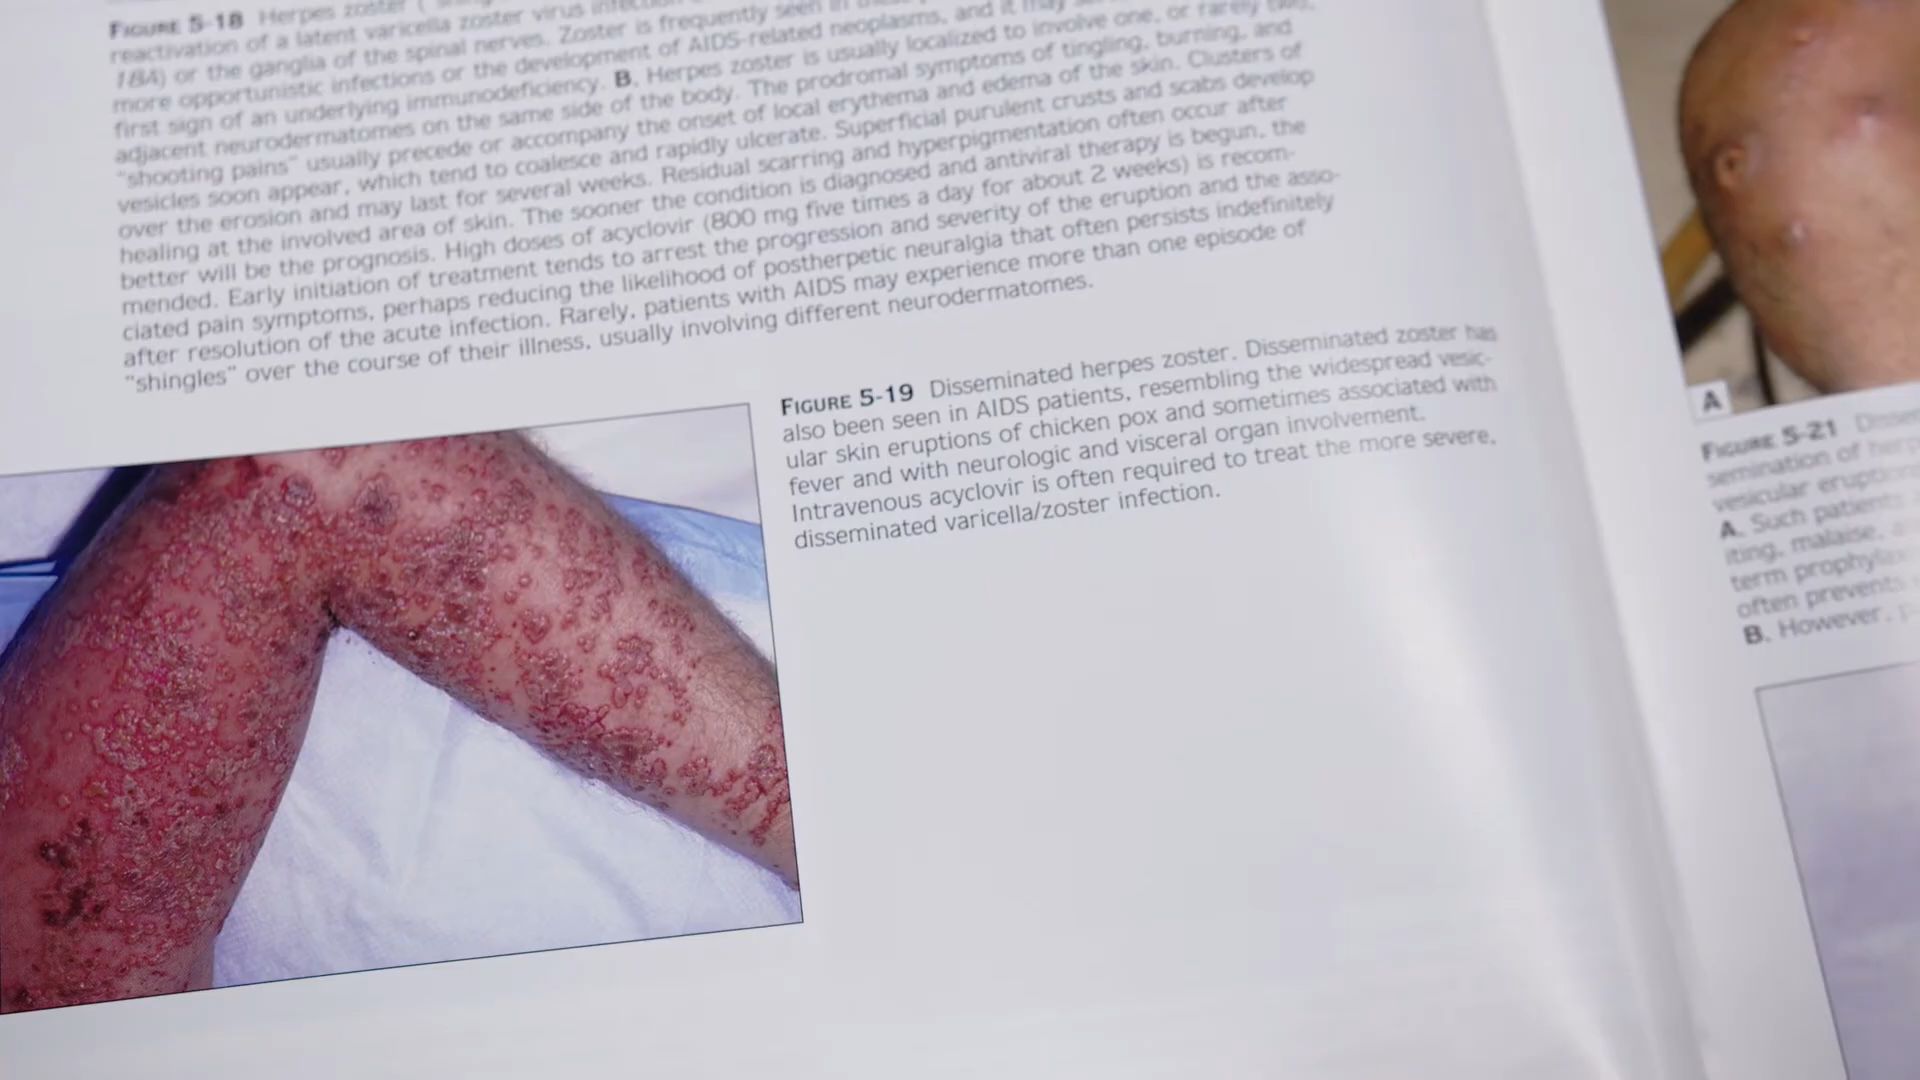 FIGURE 5-18 Herpes zoster
reactivation of a latent varicella zoster virus infection
18A) or the ganglia of the spinal nerves. Zoster is frequently seen in
more opportunistic infections or the development of AIDS-related neoplasms, and it may
first sign of an underlying immunodeficiency. B. Herpes zoster is usually localized to involve one, or rarely two,
adjacent neurodermatomes on the same side of the body. The prodromal symptoms of tingling, burning, and
"shooting pains" usually precede or accompany the onset of local erythema and edema of the skin. Clusters of
vesicles soon appear, which tend to coalesce and rapidly ulcerate. Superficial purulent crusts and scabs develop
over the erosion and may last for several weeks. Residual scarring and hyperpigmentation often occur after
healing at the involved area of skin. The sooner the condition is diagnosed and antiviral therapy is begun, the
better will be the prognosis. High doses of acyclovir (800 mg five times a day for about 2 weeks) is recom-
mended. Early initiation of treatment tends to arrest the progression and severity of the eruption and the asso-
ciated pain symptoms, perhaps reducing the likelihood of postherpetic neuralgia that often persists indefinitely
after resolution of the acute infection. Rarely, patients with AIDS may experience more than one episode of
"shingles" over the course of their illness, usually involving different neurodermatomes.
FIGURE 5-19 Disseminated herpes zoster. Disseminated zoster has
also been seen in AIDS patients, resembling the widespread vesic-
ular skin eruptions of chicken pox and sometimes associated with
fever and with neurologic and visceral organ involvement.
Intravenous acyclovir is often required to treat the more severe,
disseminated varicella/zoster infection.
A
FIGURE 5-21
semination of
vesicular
A. Such patients
iting, malaise,
term
often prevents
B. However,